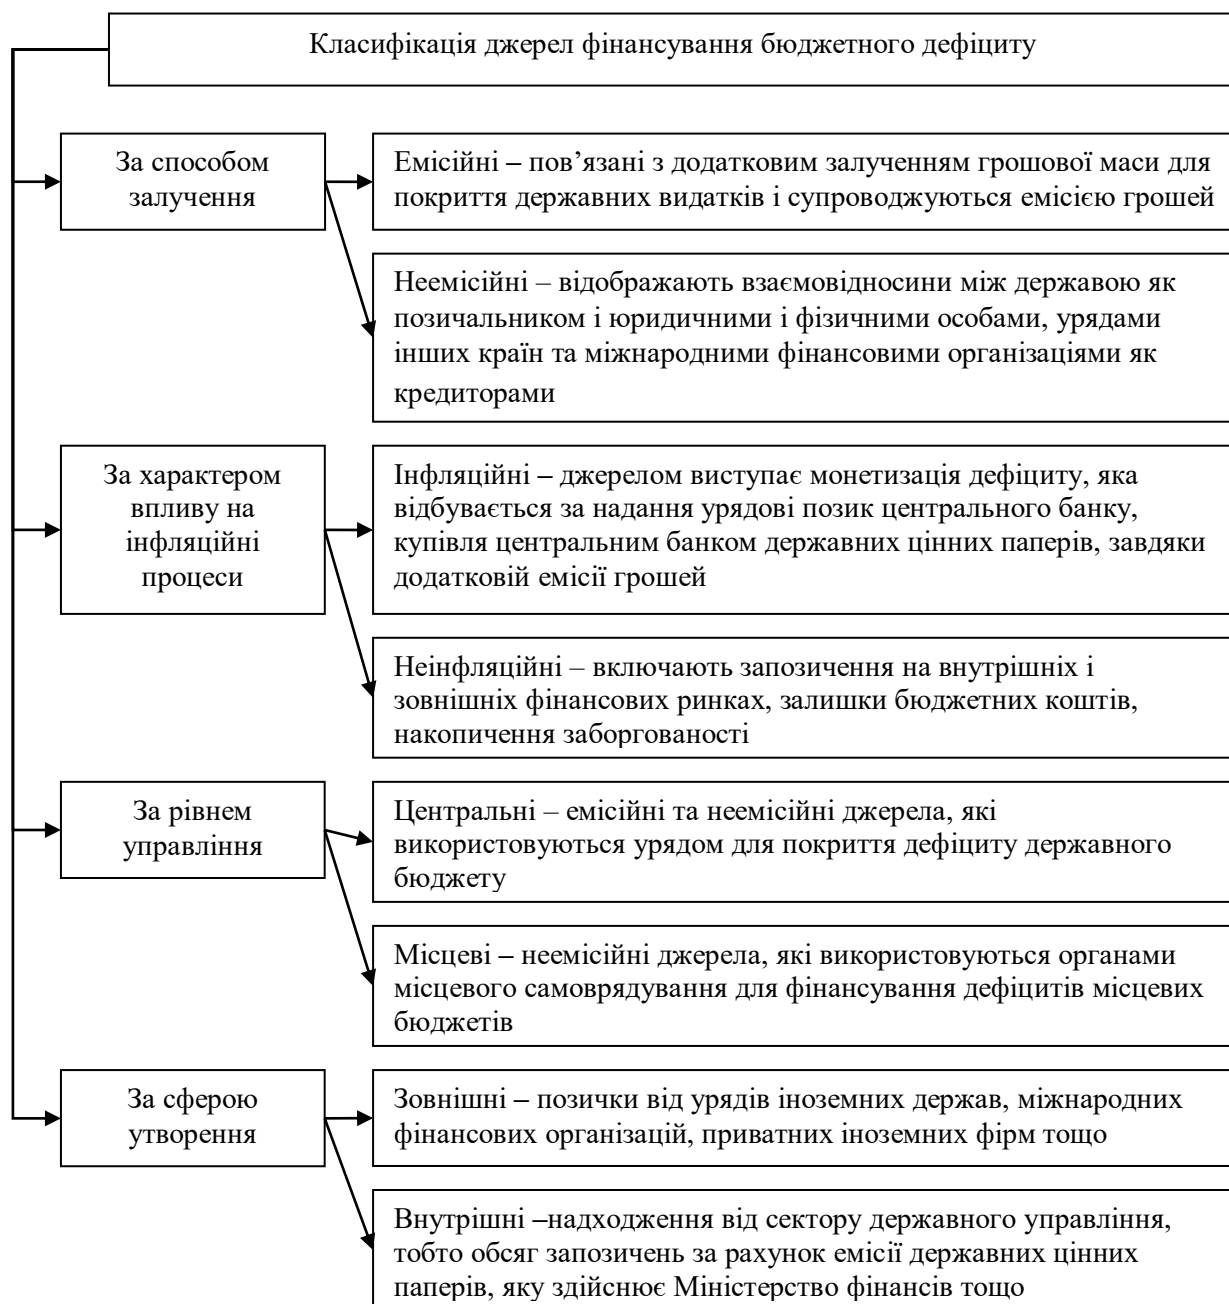 Класифікація джерел фінансування бюджетного дефіциту
За способом
залучення
Емісійні – пов’язані з додатковим залученням грошової маси для
покриття державних видатків і супроводжуються емісією грошей
Неемісійні – відображають взаємовідносини між державою як
позичальником і юридичними і фізичними особами, урядами
інших країн та міжнародними фінансовими організаціями як
кредиторами
За характером
впливу на
інфляційні
процеси
Інфляційні – джерелом виступає монетизація дефіциту, яка
відбувається за надання урядові позик центрального банку,
купівля центральним банком державних цінних паперів, завдяки
додатковій емісії грошей
Неінфляційні – включають запозичення на внутрішніх і
зовнішніх фінансових ринках, залишки бюджетних коштів,
накопичення заборгованості
За рівнем
управління
Центральні – емісійні та неемісійні джерела, які
використовуються урядом для покриття дефіциту державного
бюджету
Місцеві – неемісійні джерела, які використовуються органами
місцевого самоврядування для фінансування дефіцитів місцевих
бюджетів
За сферою
утворення
Зовнішні – позички від урядів іноземних держав, міжнародних
фінансових організацій, приватних іноземних фірм тощо
Внутрішні –надходження від сектору державного управління,
тобто обсяг запозичень за рахунок емісії державних цінних
паперів, яку здійснює Міністерство фінансів тощо